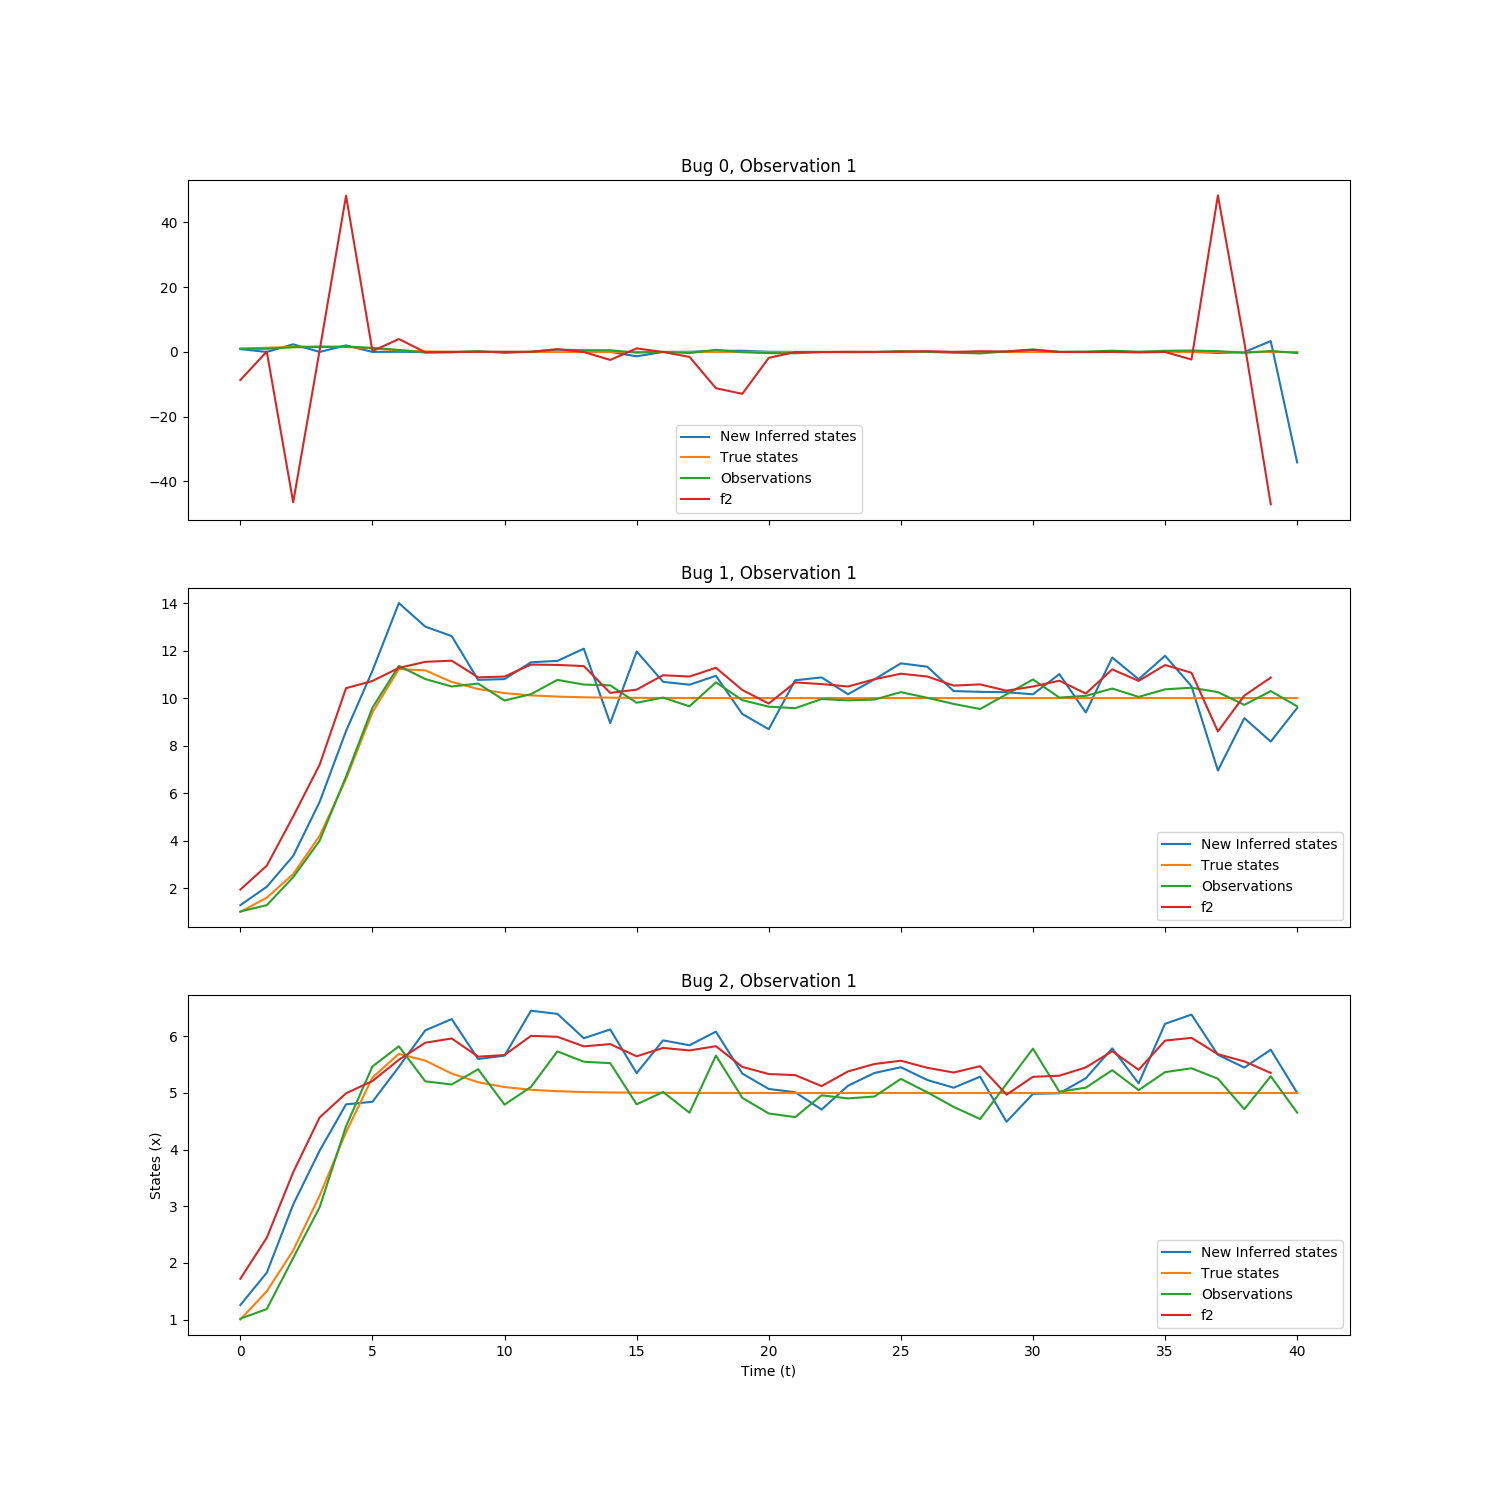 Bug 0, Observation 1
40
20
0
−20
−40
New Inferred states
True states
Observations
f2
Bug 1, Observation 1
14
12
10
8
6
4
2
New Inferred states
True states
Observations
f2
Bug 2, Observation 1
6
5
4
3
2
1
States (x)
New Inferred states
True states
Observations
f2
0 5 10 15 20 25 30 35 40
Time (t)